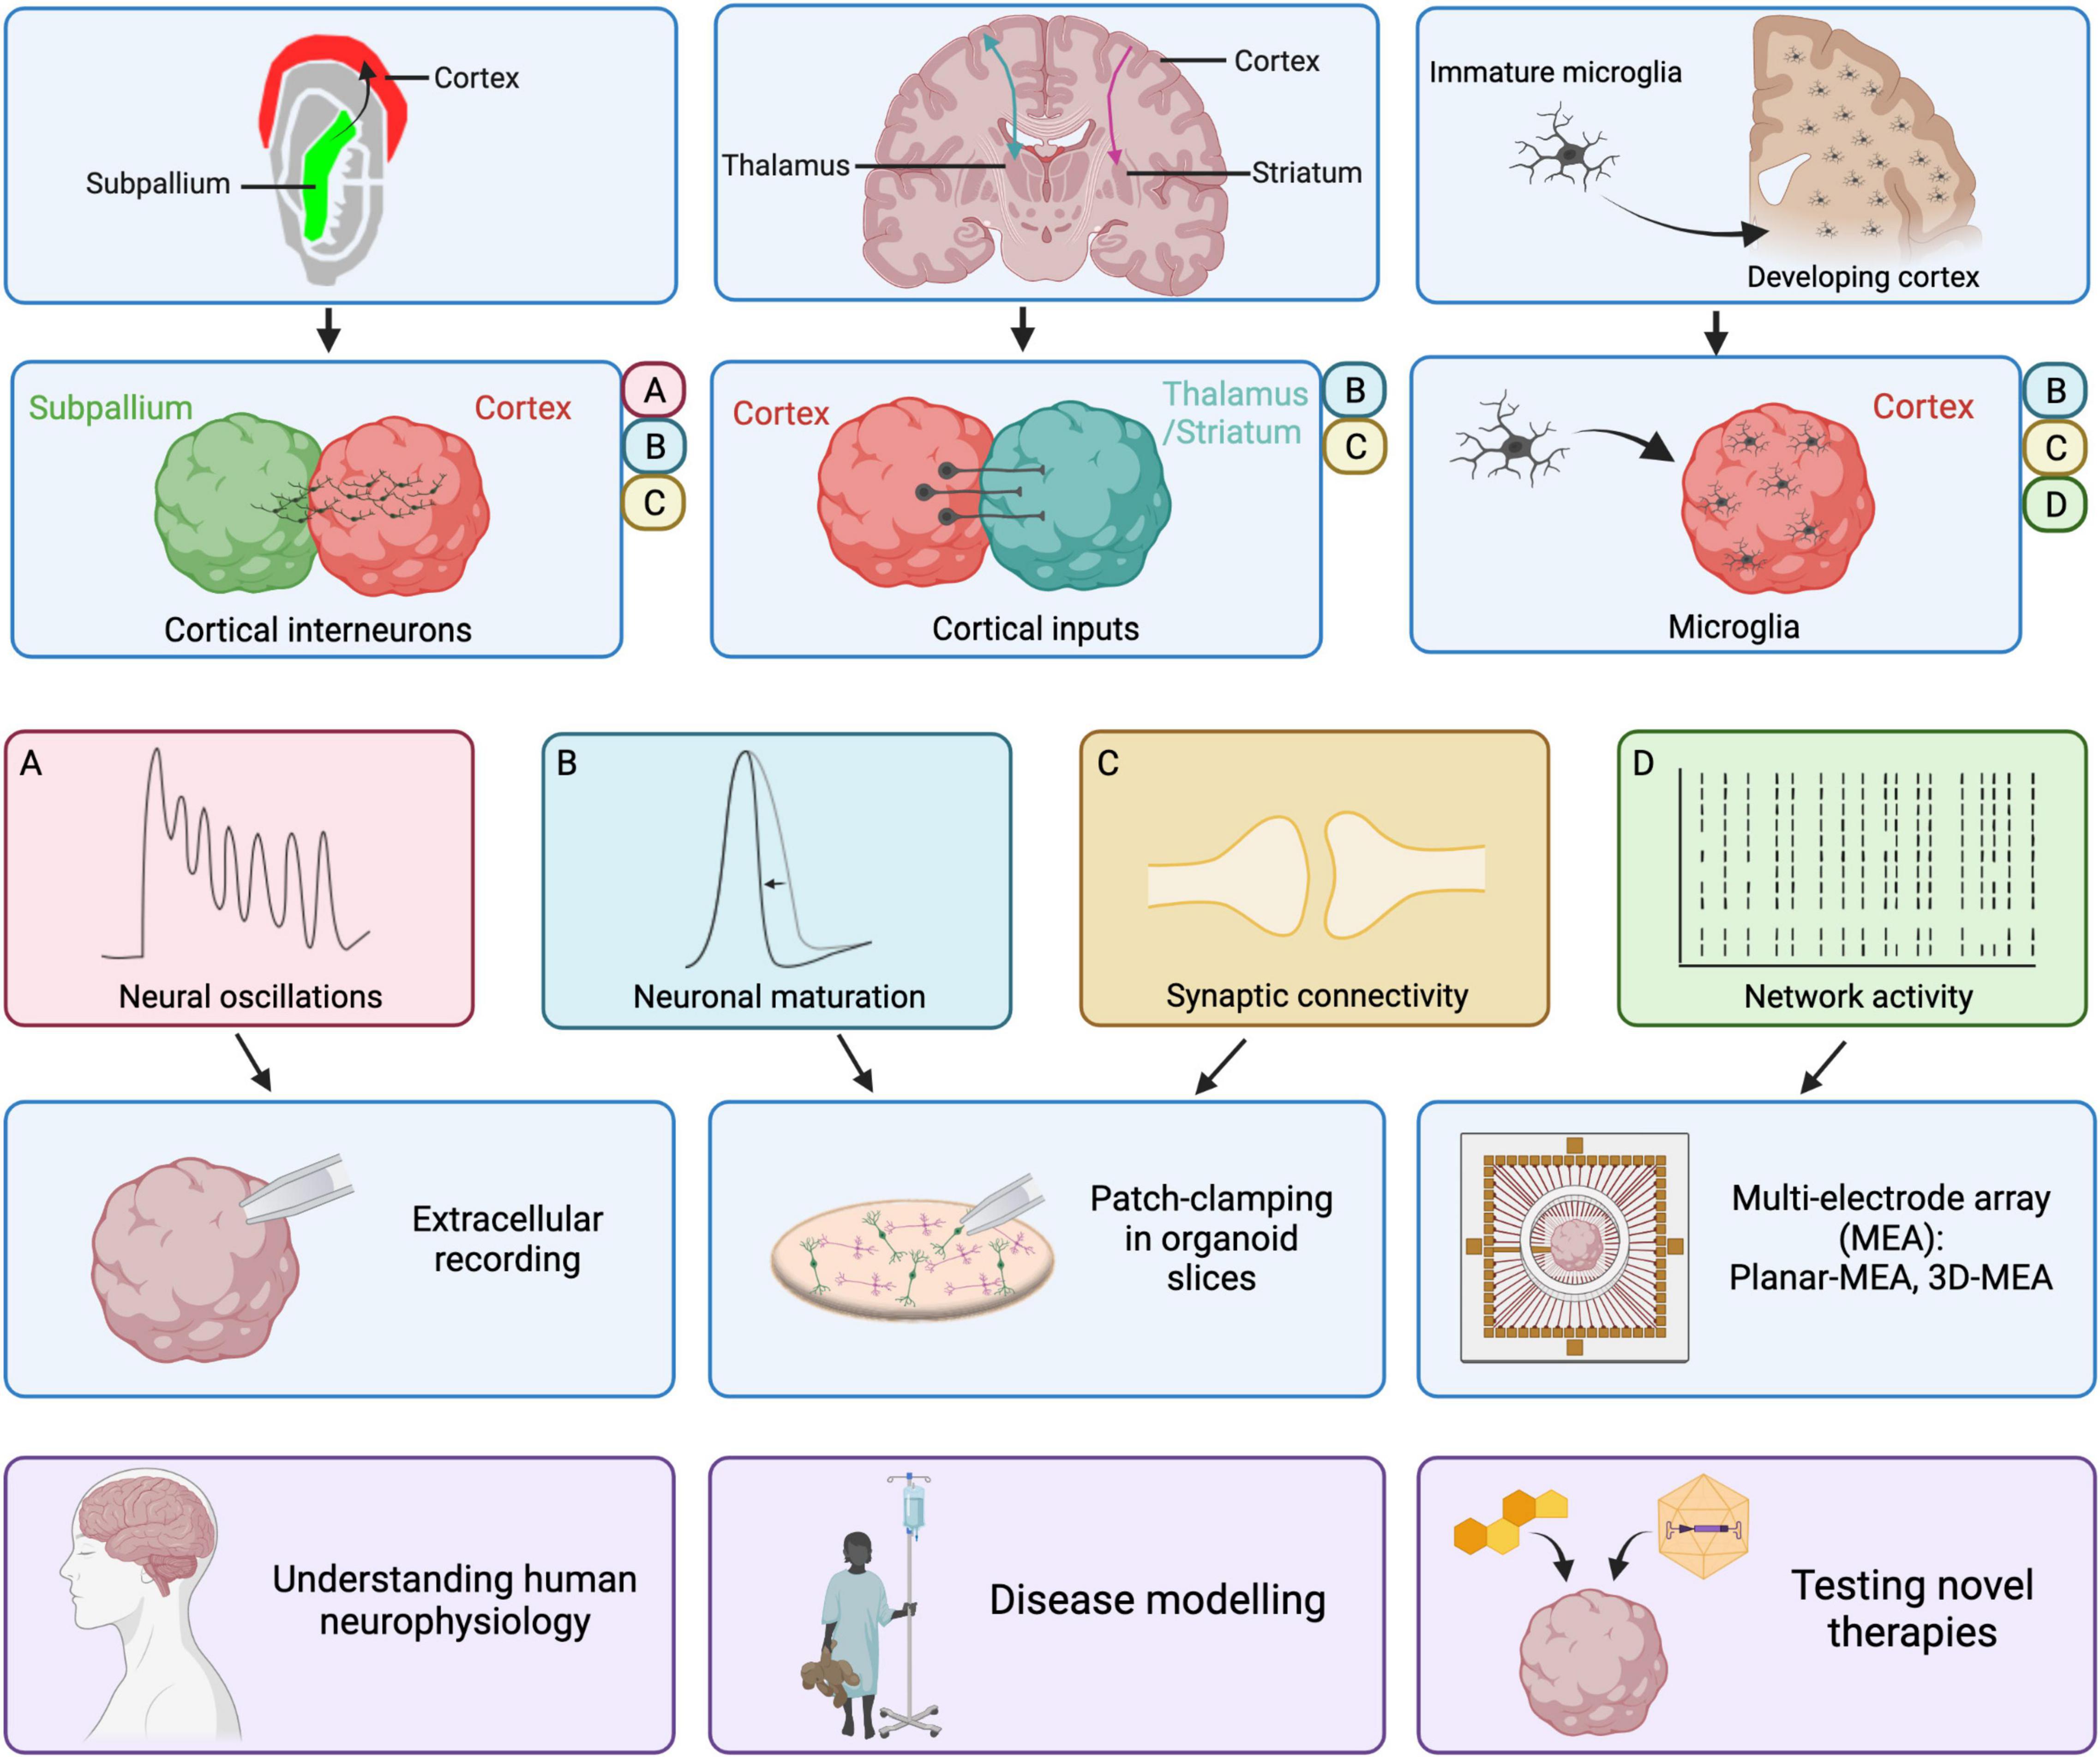 Cortex
Subpallium
Cortex
Thalamus
Striatum
Immature microglia
Developing cortex
Subpallium
Cortex
Cortical interneurons
A
B
C
Cortex
Thalamus
/Striatum
Cortical inputs
B
C
Cortex
Microglia
B
C
D
A
Neural oscillations
B
Neuronal maturation
C
Synaptic connectivity
D
Network activity
Extracellular
recording
Patch-clamping
in organoid
slices
Multi-electrode array
(MEA):
Planar-MEA, 3D-MEA
Understanding human
neurophysiology
Disease modelling
Testing novel
therapies